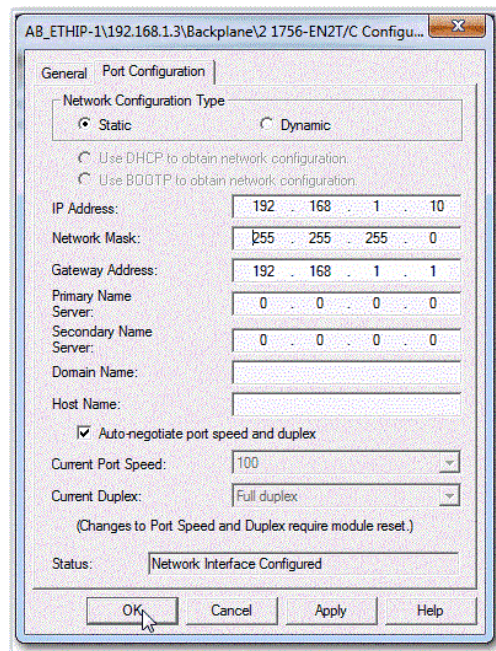 AB_ETHIP-1\192.168.1.3\Backplane\2 1756-EN2T/C Configu...
General Port Configuration
Network Configuration Type
Static Dynamic
Use DHCP to obtain network configuration.
Use BOOTP to obtain network configuration
IP Address: 192 . 168 . 1 . 10
Network Mask: 255 . 255 . 255 . 0
Gateway Address: 192 . 168 . 1 . 1
Primary Name
Server: 0 . 0 . 0 . 0
Secondary Name
Server: 0 . 0 . 0 . 0
Domain Name:
Host Name:
Auto-negotiate port speed and duplex
Current Port Speed: 100
Current Duplex: Full duplex
(Changes to Port Speed and Duplex require module reset.)
Status: Network Interface Configured
OK Cancel Apply Help